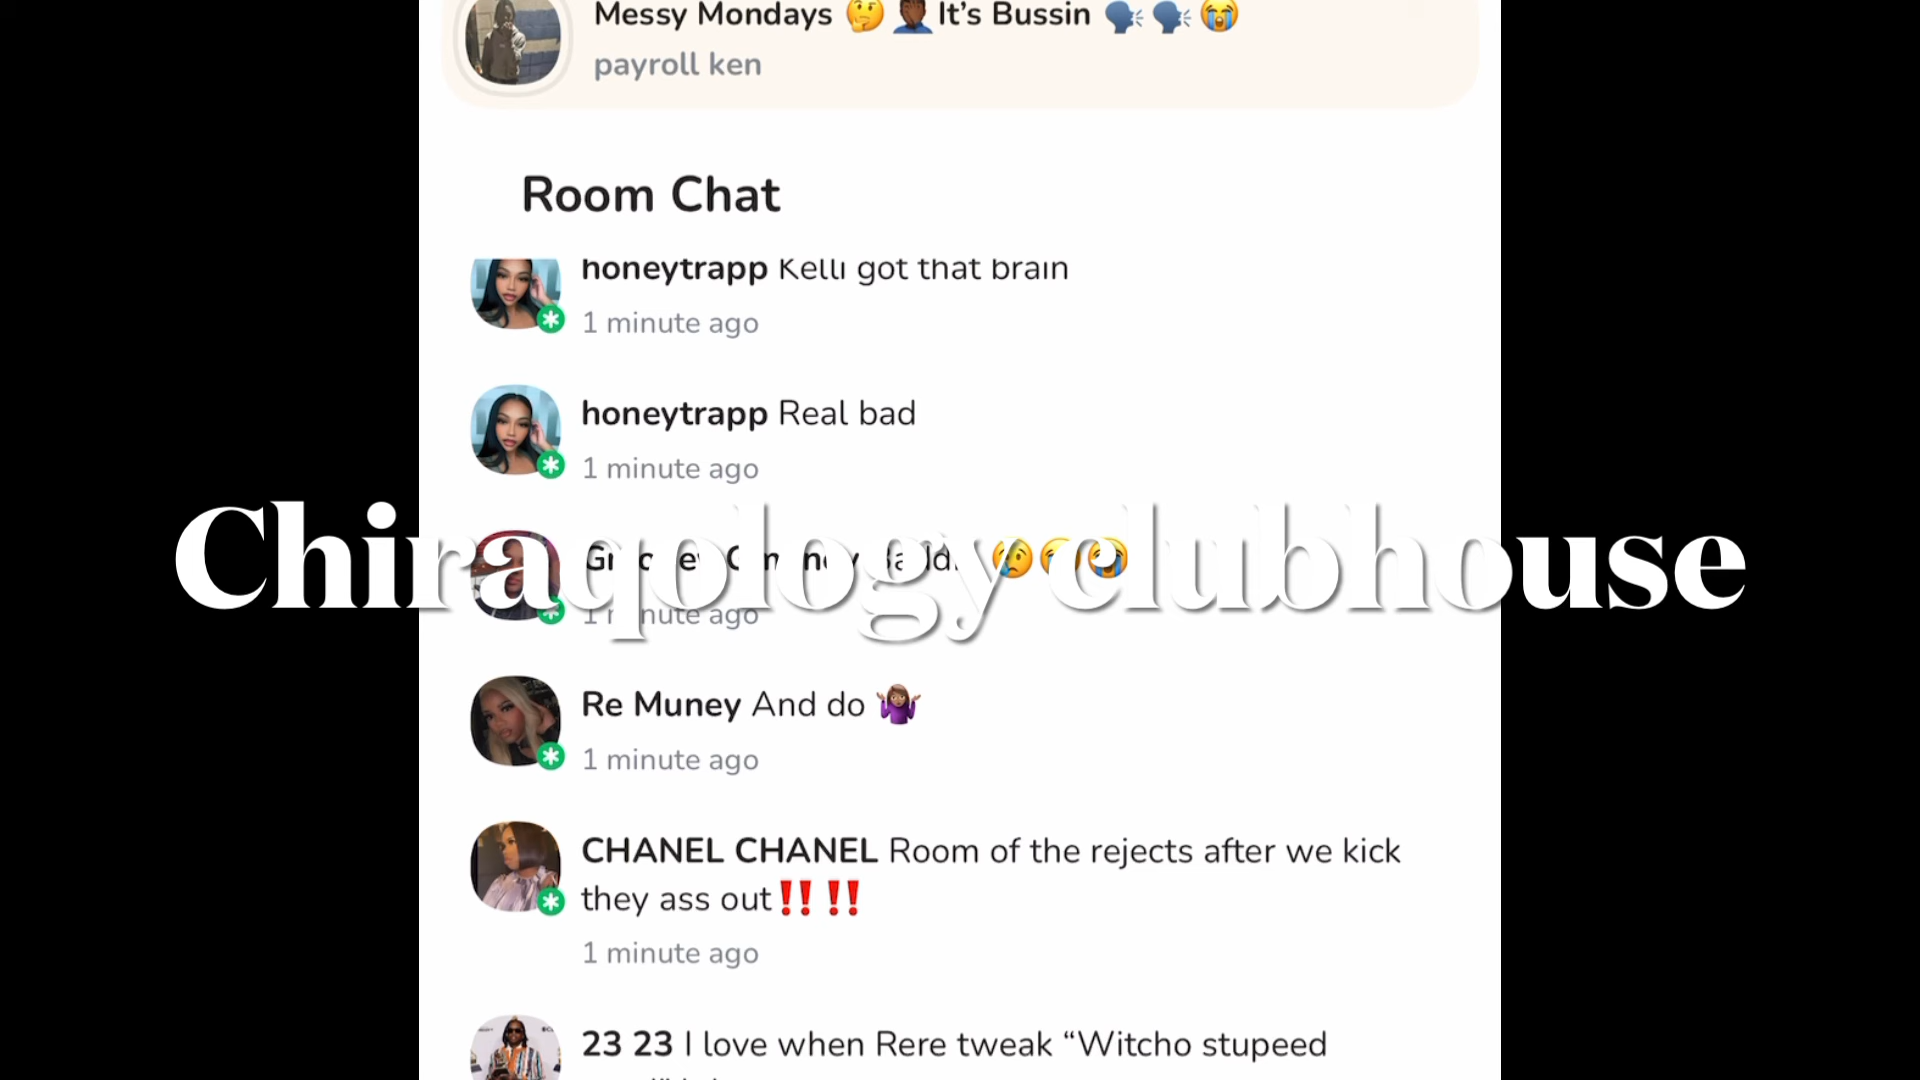 Messy Mondays 🤔🤦🏾‍♂️It’s Bussin 🗣️🗣️😭
payroll ken
Room Chat
honeytrapp Kelli got that brain
1 minute ago
honeytrapp Real bad
1 minute ago
Chiraqology clubhouse
Re Muney And do 🤷🏽‍♀️
1 minute ago
CHANEL CHANEL Room of the rejects after we kick
they ass out‼️‼️
1 minute ago
23 23 I love when Rere tweak “Witcho stupeed